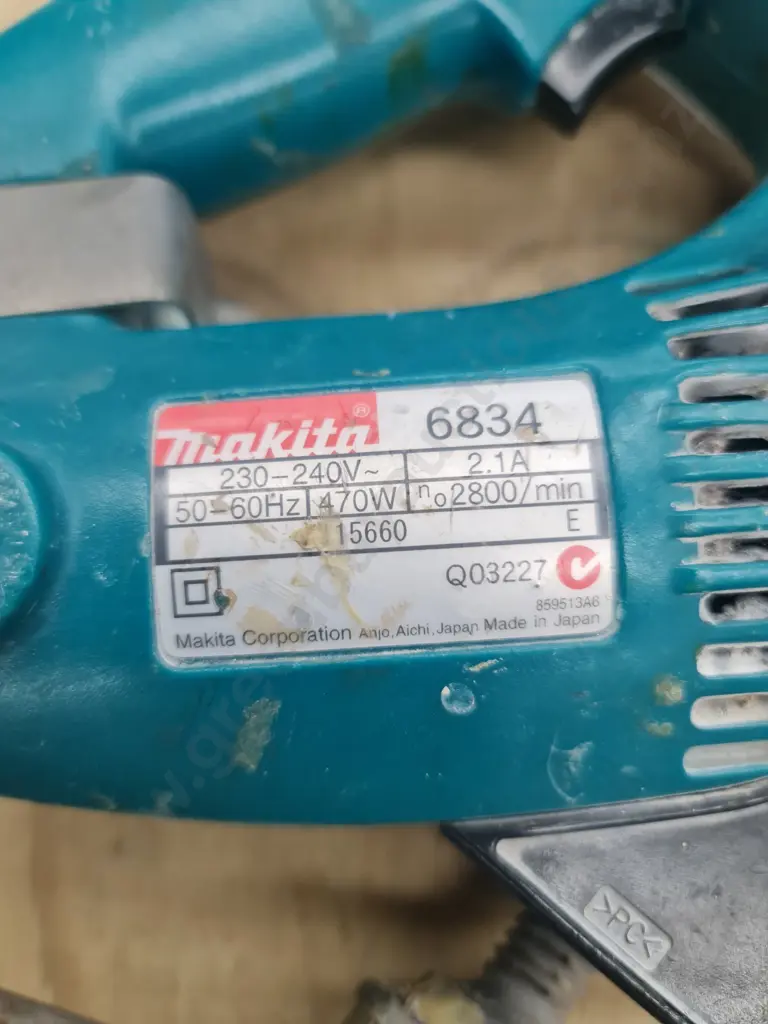 makita® 6834
230-240V~ 2.1A
50-60Hz 470W n₀2800/min
15660 E
Q03227
859513A6
Makita Corporation Anjo, Aichi, Japan Made in Japan
>PC<